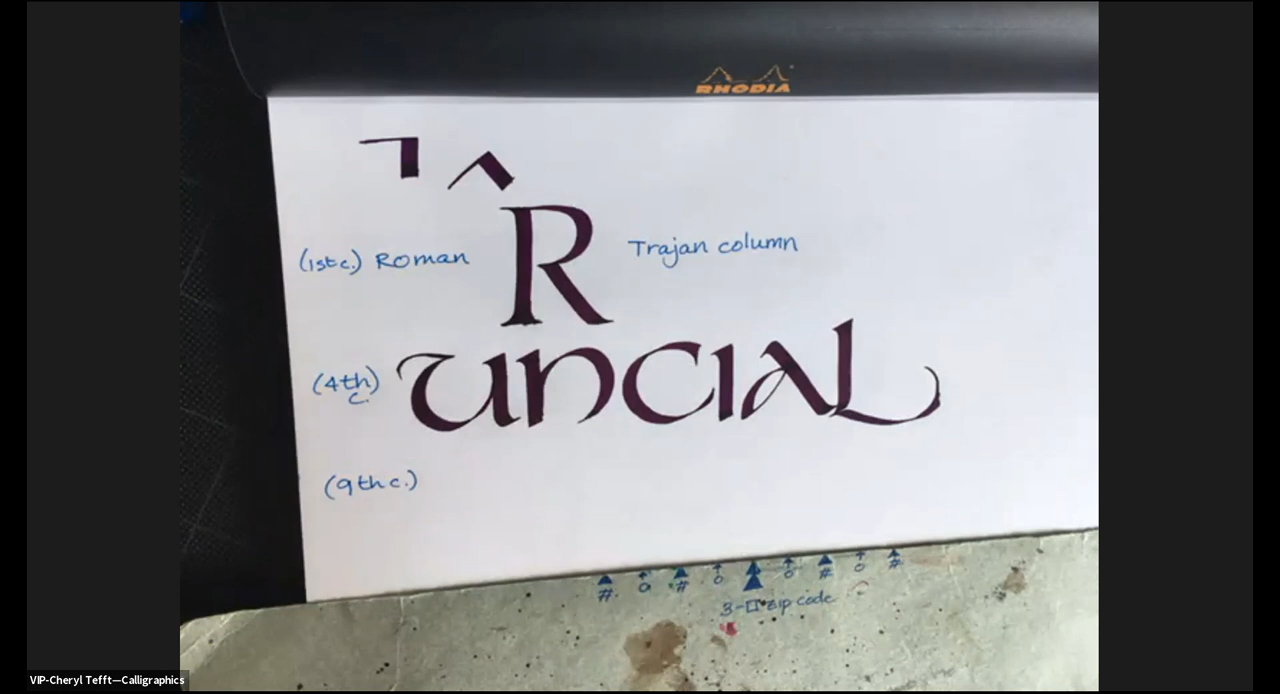 RHODIA
(1st c.) Roman R Trajan column
(4th c.) UNCIAL
(9th c.)
# o # o o # o #
3-□ zip code
VIP-Cheryl Tefft—Calligraphics